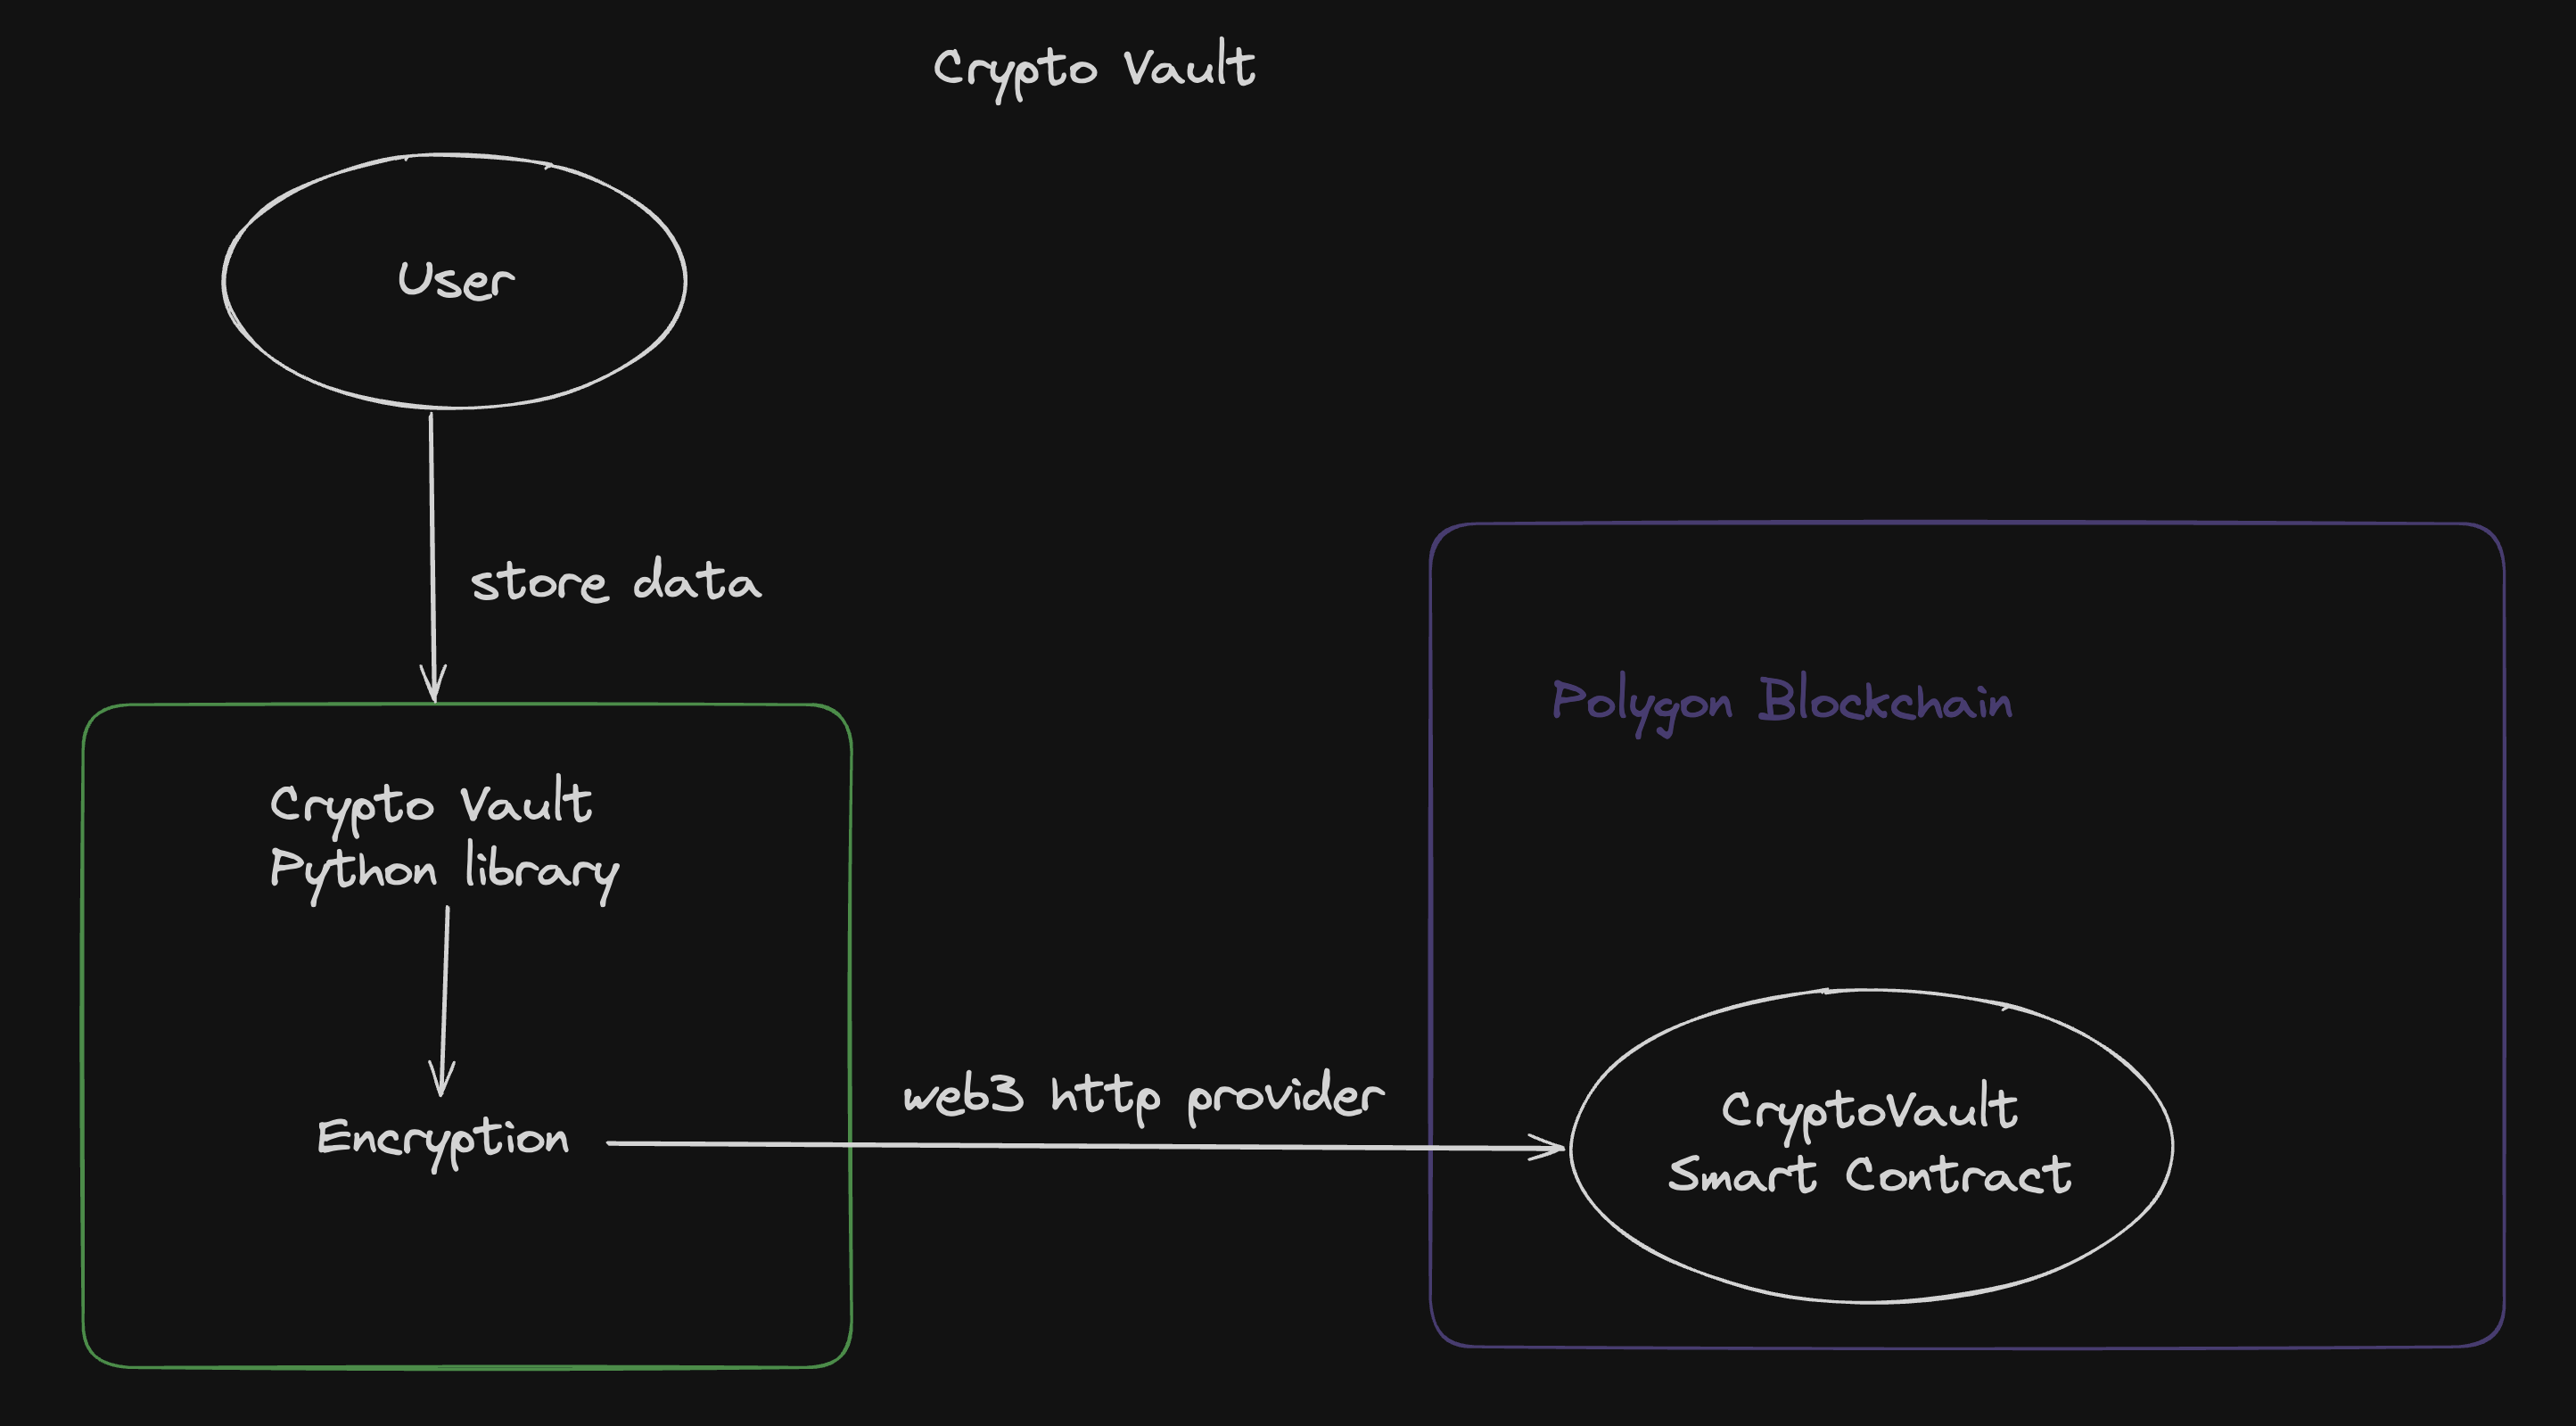 Crypto Vault
User
store data
Polygon Blockchain
Crypto Vault
Python library
Encryption
web3 http provider
CryptoVault
Smart Contract